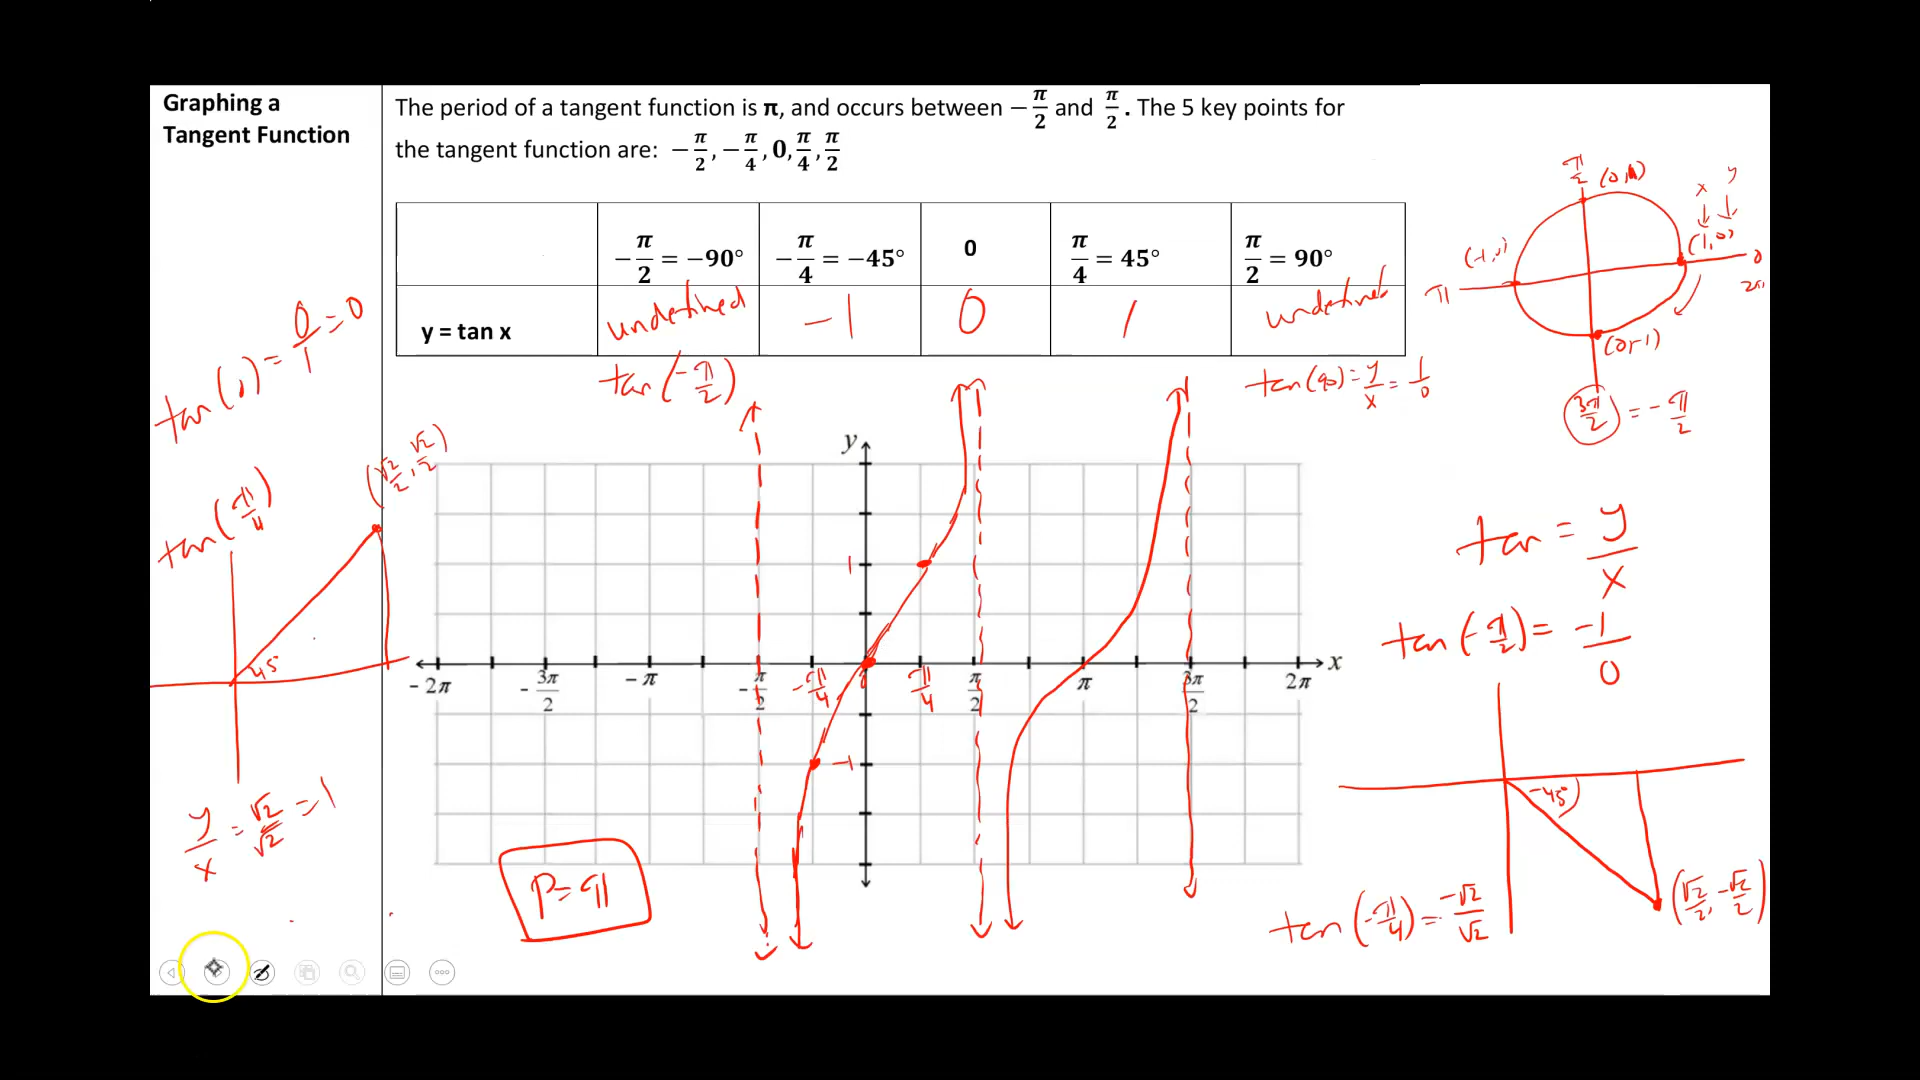 Graphing a
Tangent Function
The period of a tangent function is π, and occurs between −π/2 and π/2. The 5 key points for
the tangent function are: −π/2, −π/4, 0, π/4, π/2
−π/2 = −90° −π/4 = −45° 0 π/4 = 45° π/2 = 90°
y = tan x undefined −1 0 1 undefined
tan(−π/2)
tan(90) = y/x = 1/0
tan(0) = 0/1 = 0
tan(π/4)
(√2/2, √2/2)
45°
y/x = √2/√2 = 1
y
1
-2π -3π/2 -π -π/2 -π/4 0 π/4 π/2 π 3π/2 2π x
-1
P=π
π/2 (0,1)
x y
(-1,0) (1,0)
π 0
2π
(0,-1)
3π/2 = -π/2
tan = y/x
tan(-π/2) = -1/0
-45°
(√2/2, -√2/2)
tan(-π/4) = -√2/√2